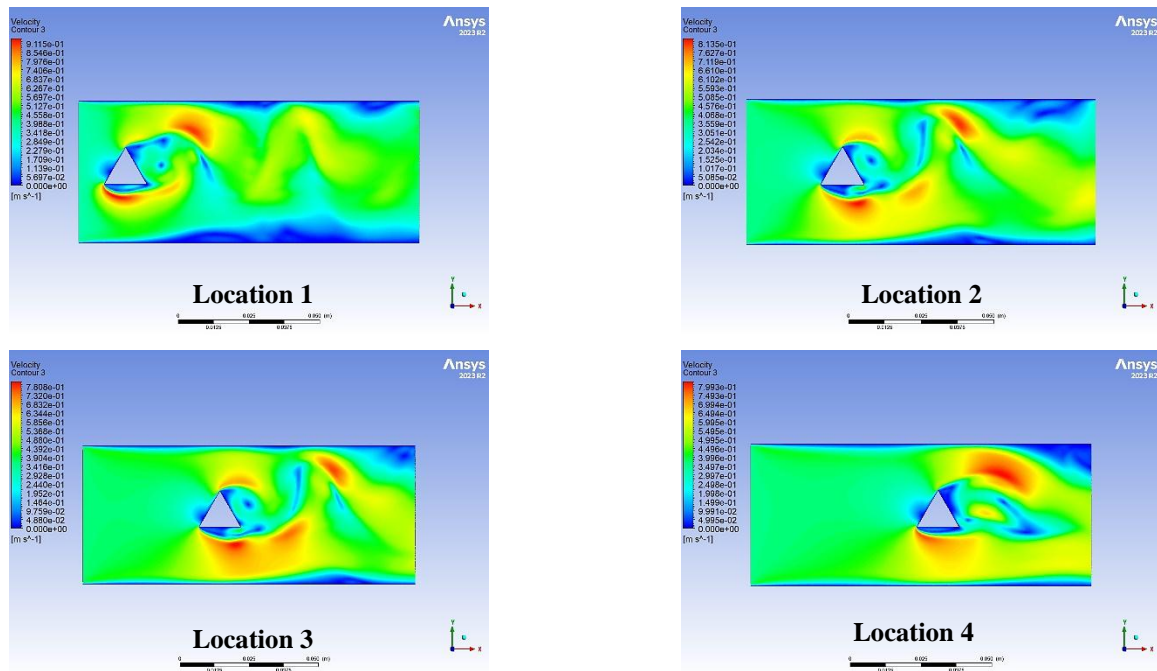 Velocity
Contour 3
9.115e-01
8.546e-01
7.976e-01
7.406e-01
6.837e-01
6.267e-01
5.697e-01
5.127e-01
4.558e-01
3.988e-01
3.418e-01
2.849e-01
2.279e-01
1.709e-01
1.139e-01
5.697e-02
0.000e+00
[m s^-1]
Ansys
2023 R2
Location 1
Y
X
0
0.025
0.050
(m)
0.0125
0.0375
Velocity
Contour 3
8.135e-01
7.627e-01
7.119e-01
6.610e-01
6.102e-01
5.593e-01
5.085e-01
4.576e-01
4.068e-01
3.559e-01
3.051e-01
2.542e-01
2.034e-01
1.525e-01
1.017e-01
5.085e-02
0.000e+00
[m s^-1]
Ansys
2023 R2
Location 2
Y
X
0
0.025
0.050
(m)
0.0125
0.0375
Velocity
Contour 3
7.808e-01
7.320e-01
6.832e-01
6.344e-01
5.856e-01
5.368e-01
4.880e-01
4.392e-01
3.904e-01
3.416e-01
2.928e-01
2.440e-01
1.952e-01
1.464e-01
9.759e-02
4.880e-02
0.000e+00
[m s^-1]
Ansys
2023 R2
Location 3
Y
X
0
0.025
0.050
(m)
Velocity
Contour 3
7.993e-01
7.493e-01
6.994e-01
6.494e-01
5.994e-01
5.495e-01
4.995e-01
4.496e-01
3.996e-01
3.497e-01
2.997e-01
2.498e-01
1.998e-01
1.499e-01
9.991e-02
4.995e-02
0.000e+00
[m s^-1]
Ansys
2023 R2
Location 4
Y
X
0
0.025
0.050
(m)